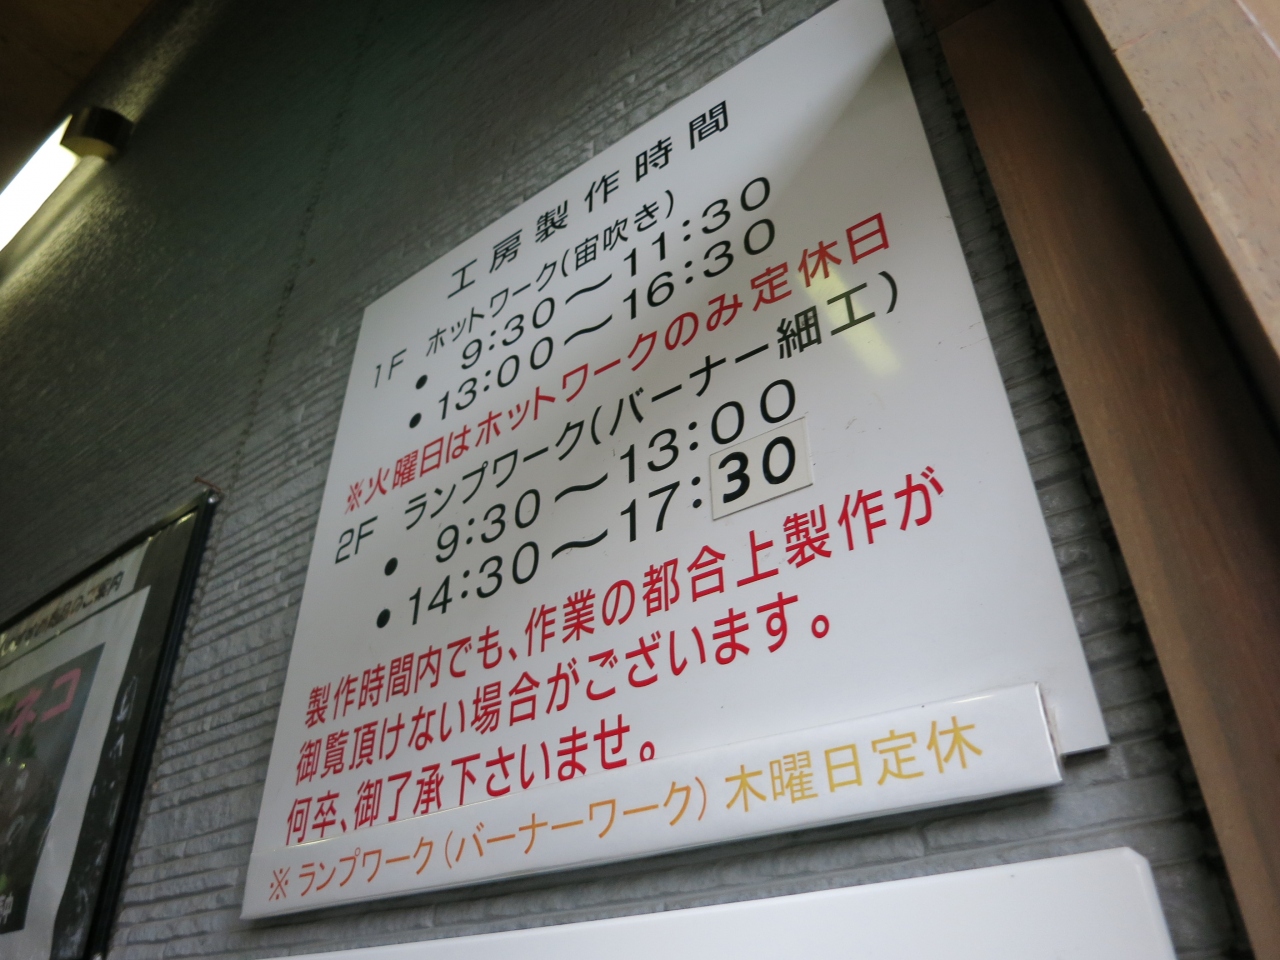 工房製作時間
1F ホットワーク(宙吹き)
● 9:30～11:30
● 13:00～16:30
※火曜日はホットワークのみ定休日
2F ランプワーク(バーナー細工)
● 9:30～13:00
● 14:30～17:30
製作時間内でも、作業の都合上製作が
御覧頂けない場合がございます。
何卒、御了承下さいませ。
※ランプワーク(バーナーワーク)木曜日定休
のご案内
ネコ